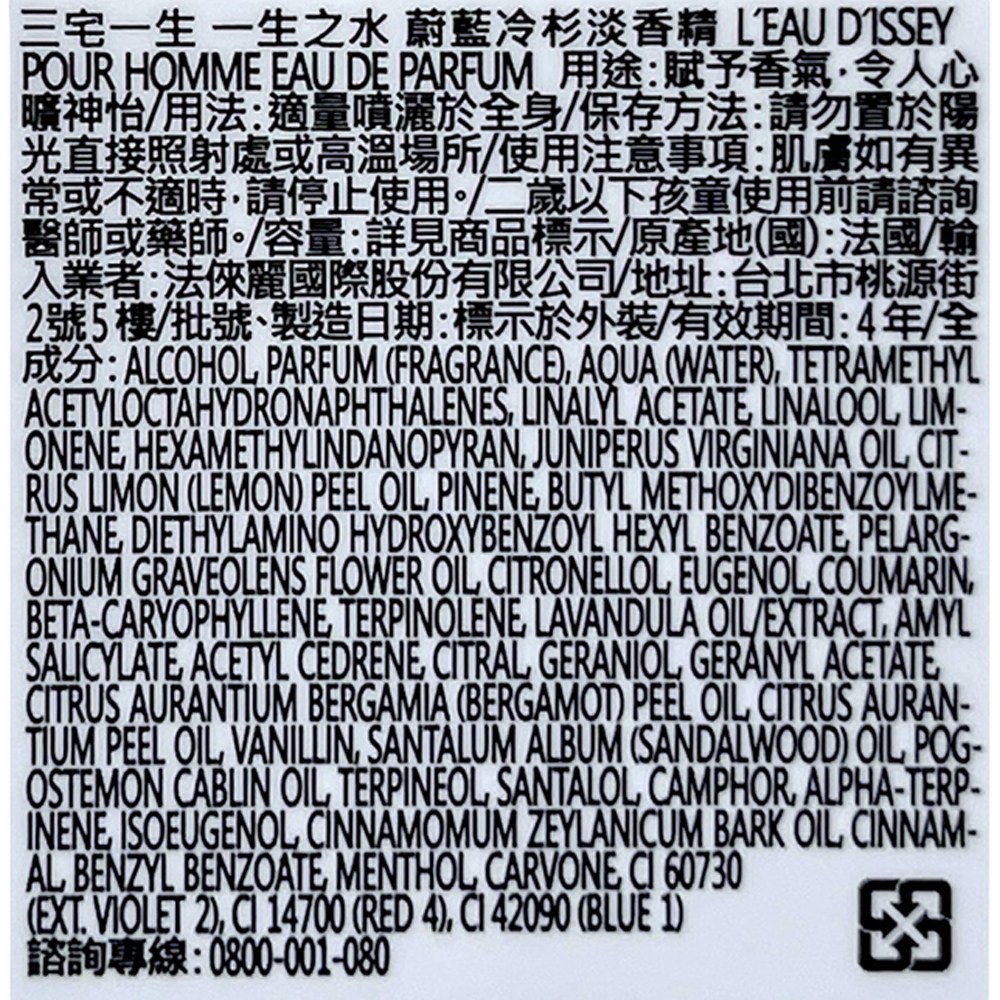 三宅一生 一生之水 蔚藍冷杉淡香精 L'EAU D'ISSEY
POUR HOMME EAU DE PARFUM 用途:賦予香氣,令人心
曠神怡/用法:適量噴灑於全身/保存方法:請勿置於陽
光直接照射處或高溫場所/使用注意事項:肌膚如有異
常或不適時,請停止使用。/二歲以下孩童使用前請諮詢
醫師或藥師。/容量:詳見商品標示/原產地(國):法國/輸
入業者:法倈麗國際股份有限公司/地址:台北市桃源街
2號5樓/批號、製造日期:標示於外裝/有效期間:4年/全
成分:ALCOHOL, PARFUM (FRAGRANCE), AQUA (WATER), TETRAMETHYL
ACETYLOCTAHYDRONAPHTHALENES, LINALYL ACETATE, LINALOOL, LIM-
ONENE, HEXAMETHYLINDANOPYRAN, JUNIPERUS VIRGINIANA OIL, CIT-
RUS LIMON (LEMON) PEEL OIL, PINENE, BUTYL METHOXYDIBENZOYLME-
THANE, DIETHYLAMINO HYDROXYBENZOYL HEXYL BENZOATE, PELARG-
ONIUM GRAVEOLENS FLOWER OIL, CITRONELLOL, EUGENOL, COUMARIN,
BETA-CARYOPHYLLENE, TERPINOLENE, LAVANDULA OIL/EXTRACT, AMYL
SALICYLATE, ACETYL CEDRENE, CITRAL, GERANIOL, GERANYL ACETATE,
CITRUS AURANTIUM BERGAMIA (BERGAMOT) PEEL OIL, CITRUS AURAN-
TIUM PEEL OIL, VANILLIN, SANTALUM ALBUM (SANDALWOOD) OIL, POG-
OSTEMON CABLIN OIL, TERPINEOL, SANTALOL, CAMPHOR, ALPHA-TERP-
INENE, ISOEUGENOL, CINNAMOMUM ZEYLANICUM BARK OIL, CINNAM-
AL, BENZYL BENZOATE, MENTHOL, CARVONE, CI 60730
(EXT. VIOLET 2), CI 14700 (RED 4), CI 42090 (BLUE 1)
諮詢專線:0800-001-080